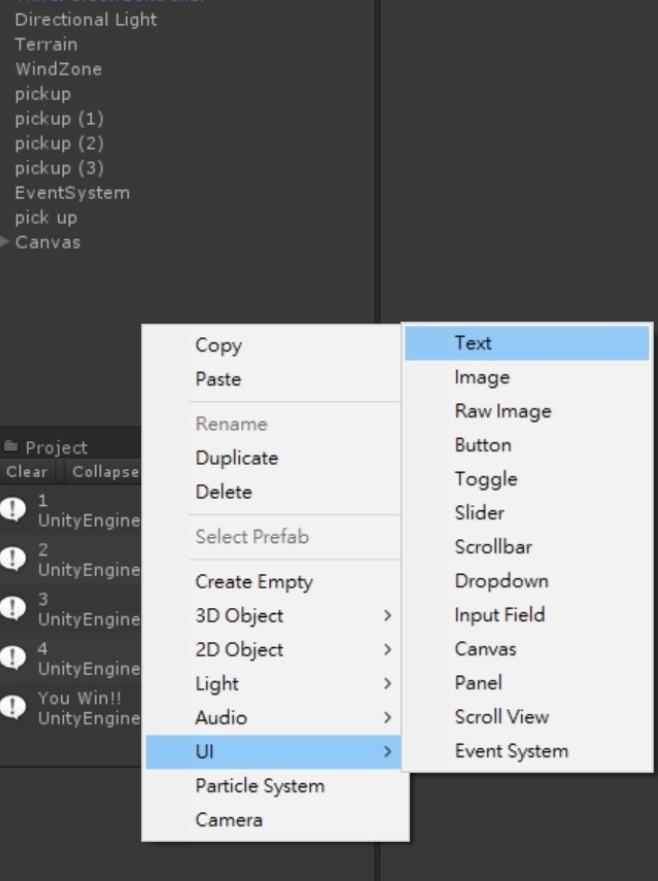 Directional Light
Terrain
WindZone
pickup
pickup (1)
pickup (2)
pickup (3)
EventSystem
pick up
Canvas
Project
Clear
Collapse
1
UnityEngine
2
UnityEngine
3
UnityEngine
4
UnityEngine
You Win!!
UnityEngine
Copy
Paste
Rename
Duplicate
Delete
Select Prefab
Create Empty
3D Object
2D Object
Light
Audio
UI
Particle System
Camera
Text
Image
Raw Image
Button
Toggle
Slider
Scrollbar
Dropdown
Input Field
Canvas
Panel
Scroll View
Event System